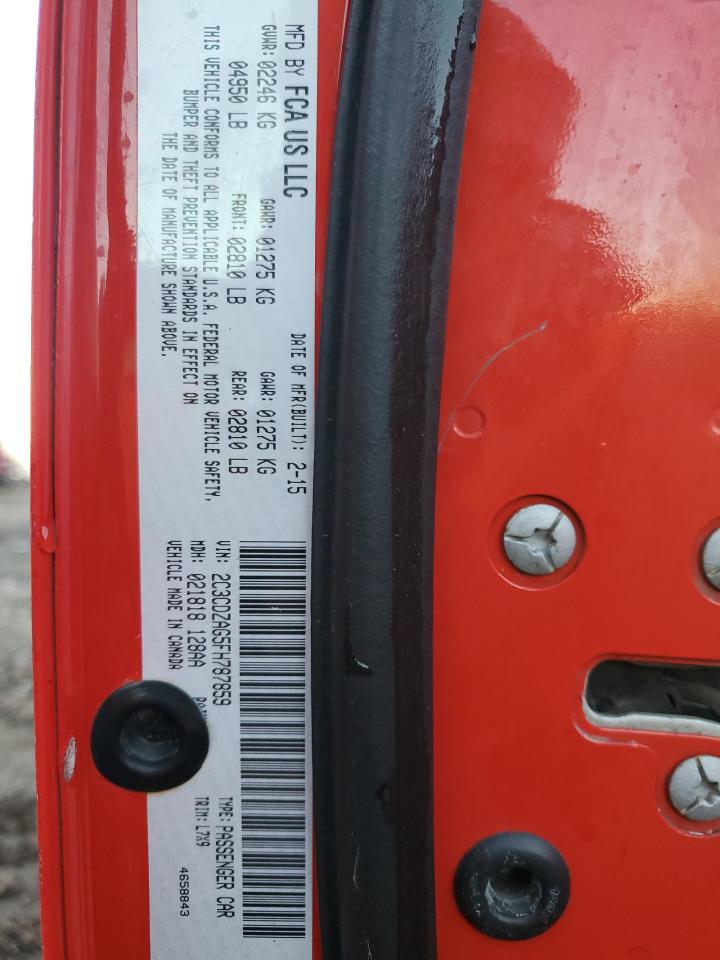 MFD BY FCA US LLC
DATE OF MFR(BUILT): 2-15
GVWR: 02246 KG
GAWR: 01275 KG
GAWR: 01275 KG
04950 LB
FRONT: 02810 LB
REAR: 02810 LB
THIS VEHICLE CONFORMS TO ALL APPLICABLE U.S.A. FEDERAL MOTOR VEHICLE SAFETY,
BUMPER AND THEFT PREVENTION STANDARDS IN EFFECT ON
THE DATE OF MANUFACTURE SHOWN ABOVE.
VIN: 2C3CDZAG5FH787859
TYPE: PASSENGER CAR
MDH: 021818 128AA
TRIM: L7X9
VEHICLE MADE IN CANADA
4658843